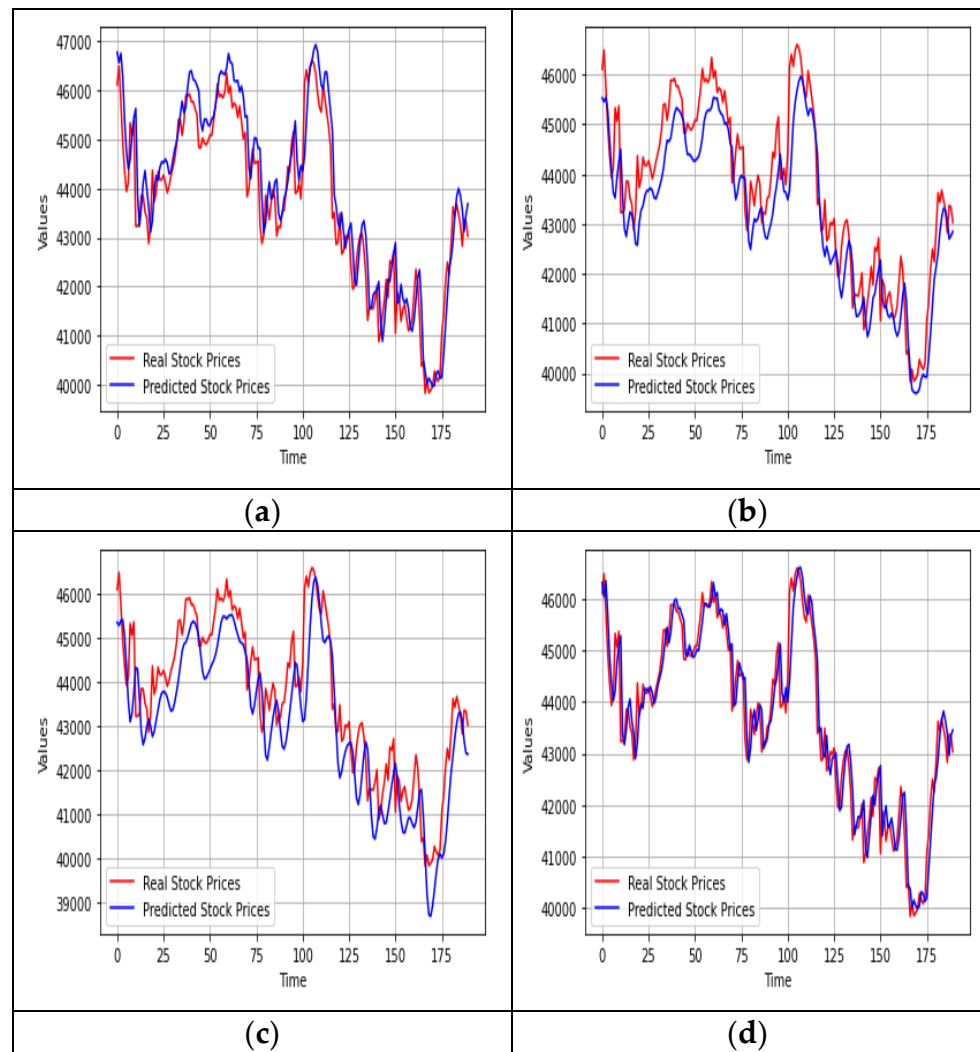 47000
46000
45000
44000
43000
42000
41000
40000
Values
Real Stock Prices
Predicted Stock Prices
0 25 50 75 100 125 150 175
Time
(a)
46000
45000
44000
43000
42000
41000
40000
Values
Real Stock Prices
Predicted Stock Prices
0 25 50 75 100 125 150 175
Time
(b)
46000
45000
44000
43000
42000
41000
40000
39000
Values
Real Stock Prices
Predicted Stock Prices
0 25 50 75 100 125 150 175
Time
(c)
46000
45000
44000
43000
42000
41000
40000
Values
Real Stock Prices
Predicted Stock Prices
0 25 50 75 100 125 150 175
Time
(d)